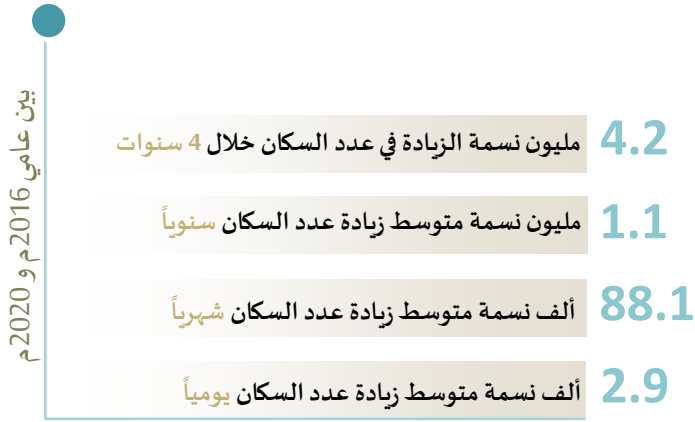 بين عامي 2016م و 2020م
4.2 مليون نسمة الزيادة في عدد السكان خلال 4 سنوات
1.1 مليون نسمة متوسط زيادة عدد السكان سنوياً
88.1 ألف نسمة متوسط زيادة عدد السكان شهرياً
2.9 ألف نسمة متوسط زيادة عدد السكان يومياً